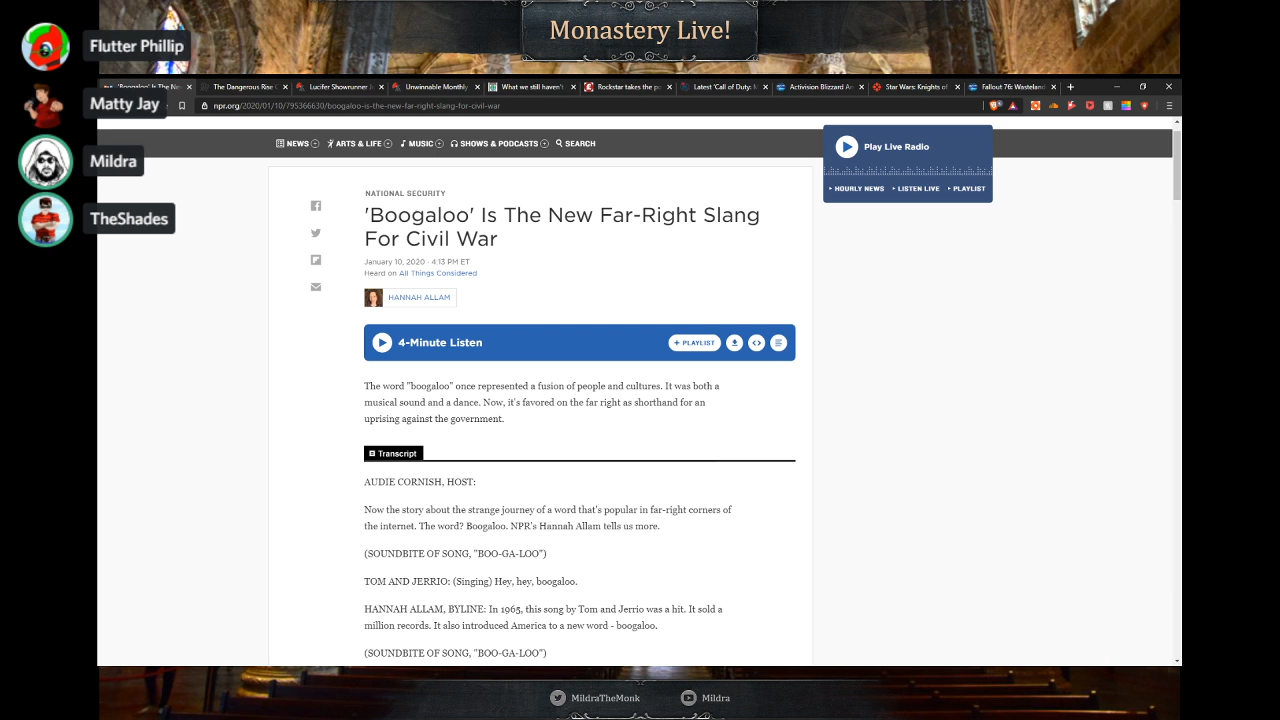 Monastery Live!
Flutter Phillip
Matty Jay
Mildra
TheShades
'Boogaloo' Is The Ne
The Dangerous Rise
Lucifer Showrunner
Unwinnable Monthly
What we still haven't
Rockstar takes the p
Latest 'Call of Duty:
Activision Blizzard
Star Wars: Knights of
Fallout 76: Wasteland
npr.org/2020/01/10/795366630/boogaloo-is-the-new-far-right-slang-for-civil-war
NEWS
ARTS & LIFE
MUSIC
SHOWS & PODCASTS
SEARCH
Play Live Radio
HOURLY NEWS
LISTEN LIVE
PLAYLIST
NATIONAL SECURITY
'Boogaloo' Is The New Far-Right Slang
For Civil War
January 10, 2020 · 4:13 PM ET
Heard on All Things Considered
HANNAH ALLAM
4-Minute Listen
+ PLAYLIST
The word "boogaloo" once represented a fusion of people and cultures. It was both a
musical sound and a dance. Now, it's favored on the far right as shorthand for an
uprising against the government.
Transcript
AUDIE CORNISH, HOST:
Now the story about the strange journey of a word that's popular in far-right corners of
the internet. The word? Boogaloo. NPR's Hannah Allam tells us more.
(SOUNDBITE OF SONG, "BOO-GA-LOO")
TOM AND JERRIO: (Singing) Hey, hey, boogaloo.
HANNAH ALLAM, BYLINE: In 1965, this song by Tom and Jerrio was a hit. It sold a
million records. It also introduced America to a new word - boogaloo.
(SOUNDBITE OF SONG, "BOO-GA-LOO")
MildraTheMonk
Mildra